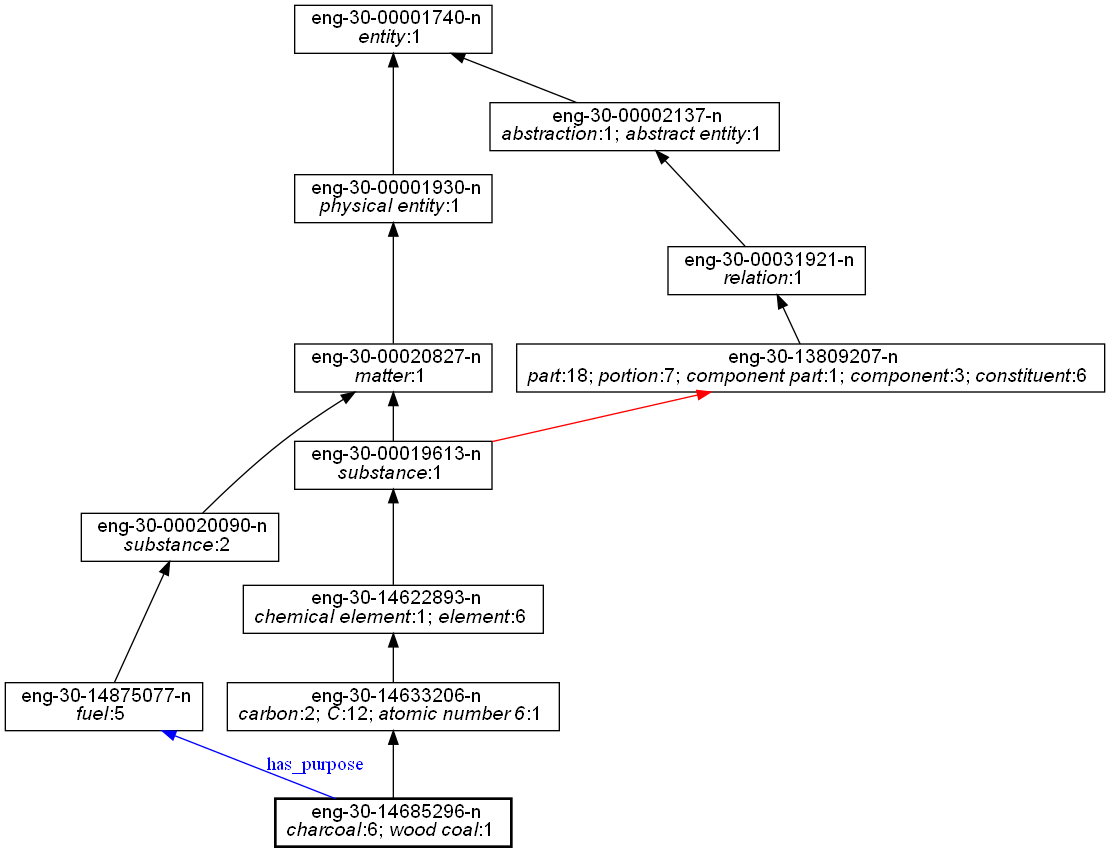 eng-30-00001740-n
entity:1
eng-30-00002137-n
abstraction:1; abstract entity:1
eng-30-00001930-n
physical entity:1
eng-30-00031921-n
relation:1
eng-30-00020827-n
matter:1
eng-30-13809207-n
part:18; portion:7; component part:1; component:3; constituent:6
eng-30-00019613-n
substance:1
eng-30-00020090-n
substance:2
eng-30-14622893-n
chemical element:1; element:6
eng-30-14875077-n
fuel:5
eng-30-14633206-n
carbon:2; C:12; atomic number 6:1
has_purpose
eng-30-14685296-n
charcoal:6; wood coal:1